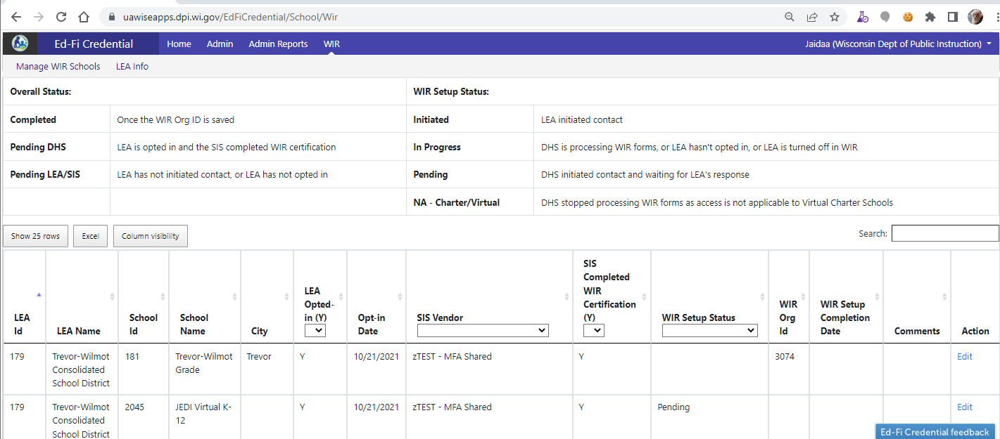 uawiseapps.dpi.wi.gov/EdFiCredential/School/Wir
Ed-Fi Credential Home Admin Admin Reports WIR Jaidaa (Wisconsin Dept of Public Instruction)
Manage WIR Schools LEA Info
Overall Status: WIR Setup Status:
Completed Once the WIR Org ID is saved Initiated LEA initiated contact
Pending DHS LEA is opted in and the SIS completed WIR certification In Progress DHS is processing WIR forms, or LEA hasn't opted in, or LEA is turned off in WIR
Pending LEA/SIS LEA has not initiated contact, or LEA has not opted in Pending DHS initiated contact and waiting for LEA's response
NA - Charter/Virtual DHS stopped processing WIR forms as access is not applicable to Virtual Charter Schools
Show 25 rows Excel Column visibility Search:
LEA
Id
LEA Name
School
Id
School
Name
City
LEA
Opted-
in (Y)
Opt-in
Date
SIS Vendor
SIS
Completed
WIR
Certification
(Y)
WIR Setup Status
WIR
Org
Id
WIR Setup
Completion
Date
Comments
Action
179
Trevor-Wilmot
Consolidated
School District
181
Trevor-Wilmot
Grade
Trevor
Y
10/21/2021
zTEST - MFA Shared
Y
3074
Edit
179
Trevor-Wilmot
Consolidated
School District
2045
JEDI Virtual K-
12
Y
10/21/2021
zTEST - MFA Shared
Y
Pending
Edit
Ed-Fi Credential feedback